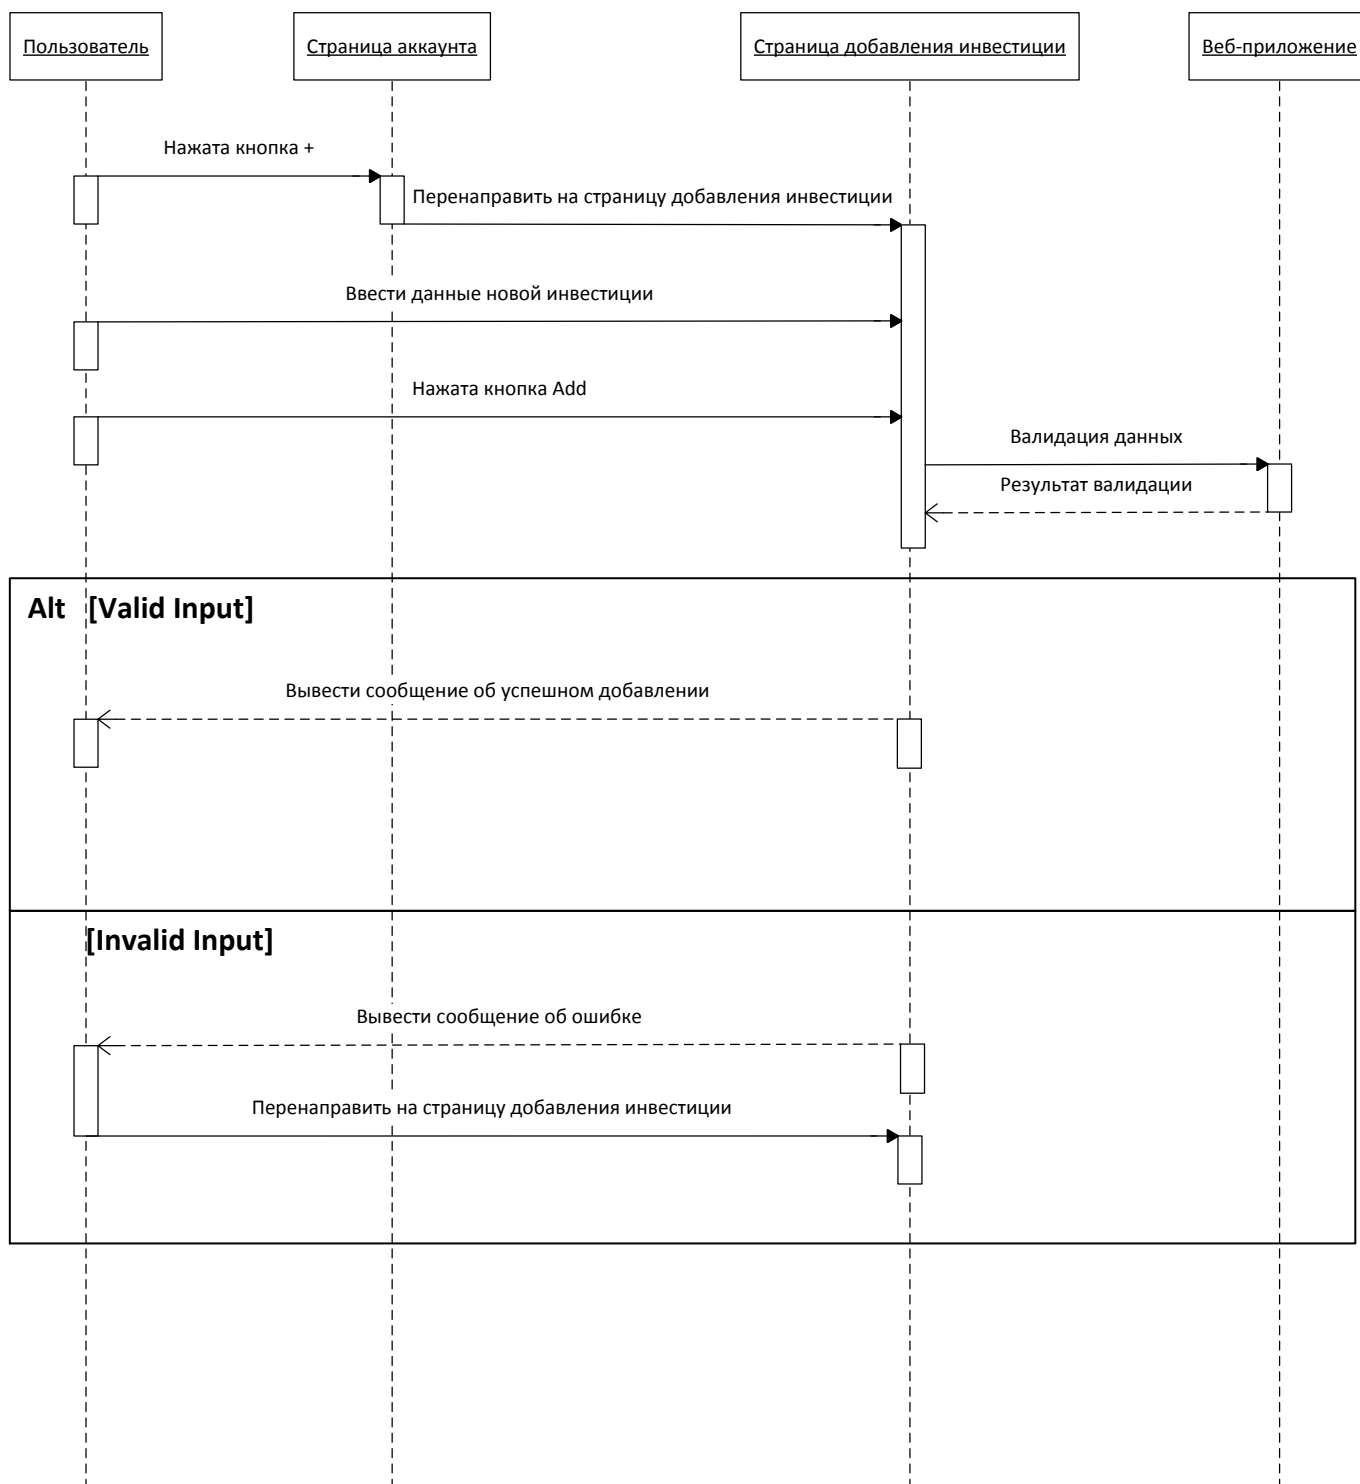 Пользователь
Страница аккаунта
Страница добавления инвестиции
Веб-приложение
Нажата кнопка +
Перенаправить на страницу добавления инвестиции
Ввести данные новой инвестиции
Нажата кнопка Add
Валидация данных
Результат валидации
Alt [Valid Input]
Вывести сообщение об успешном добавлении
[Invalid Input]
Вывести сообщение об ошибке
Перенаправить на страницу добавления инвестиции